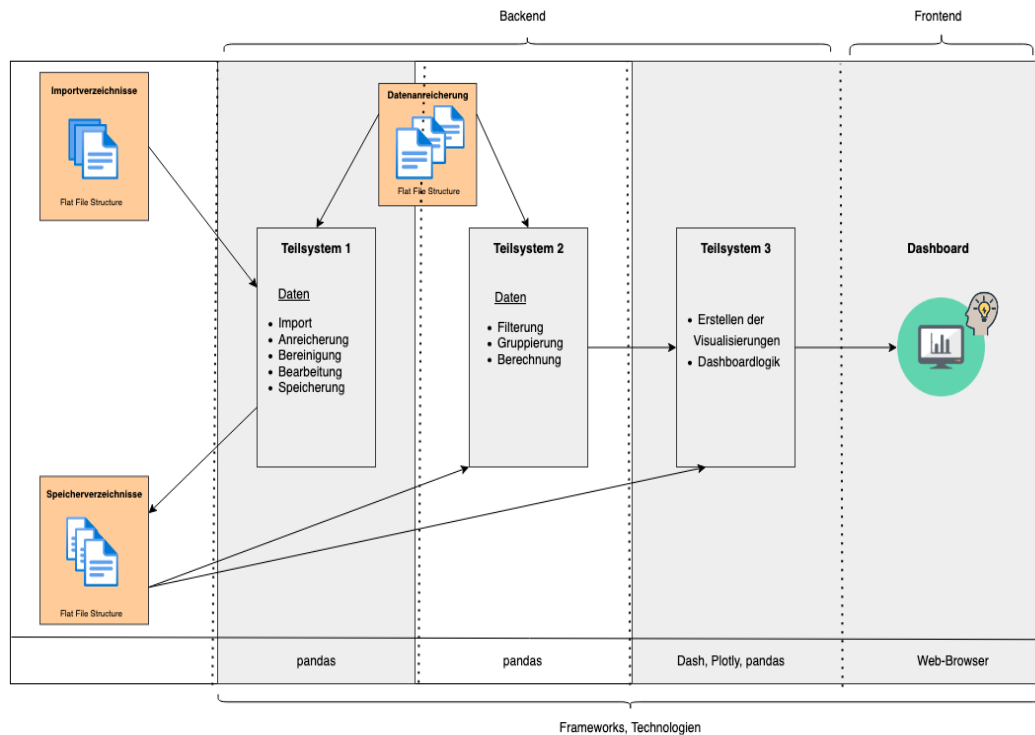 Backend
Frontend
Importverzeichnisse
Flat File Structure
Datenanreicherung
Flat File Structure
Teilsystem 1
Daten
• Import
• Anreicherung
• Bereinigung
• Bearbeitung
• Speicherung
Teilsystem 2
Daten
• Filterung
• Gruppierung
• Berechnung
Teilsystem 3
• Erstellen der
Visualisierungen
• Dashboardlogik
Dashboard
Speicherverzeichnisse
Flat File Structure
pandas
pandas
Dash, Plotly, pandas
Web-Browser
Frameworks, Technologien